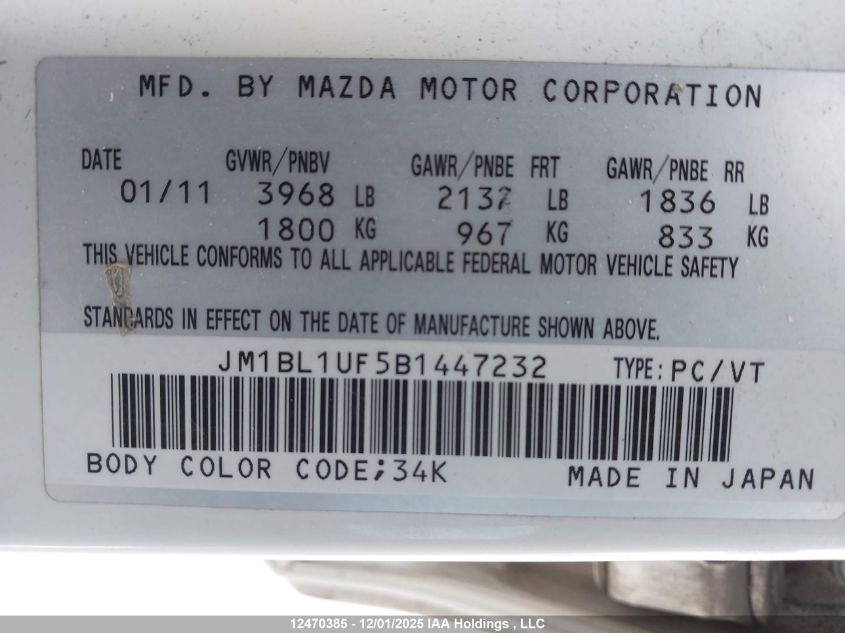 MFD. BY MAZDA MOTOR CORPORATION
DATE GVWR/PNBV GAWR/PNBE FRT GAWR/PNBE RR
01/11 3968 LB 2132 LB 1836 LB
1800 KG 967 KG 833 KG
THIS VEHICLE CONFORMS TO ALL APPLICABLE FEDERAL MOTOR VEHICLE SAFETY
STANDARDS IN EFFECT ON THE DATE OF MANUFACTURE SHOWN ABOVE.
JM1BL1UF5B1447232 TYPE: PC/VT
BODY COLOR CODE;34K MADE IN JAPAN
12470385 - 12/01/2025 IAA Holdings , LLC